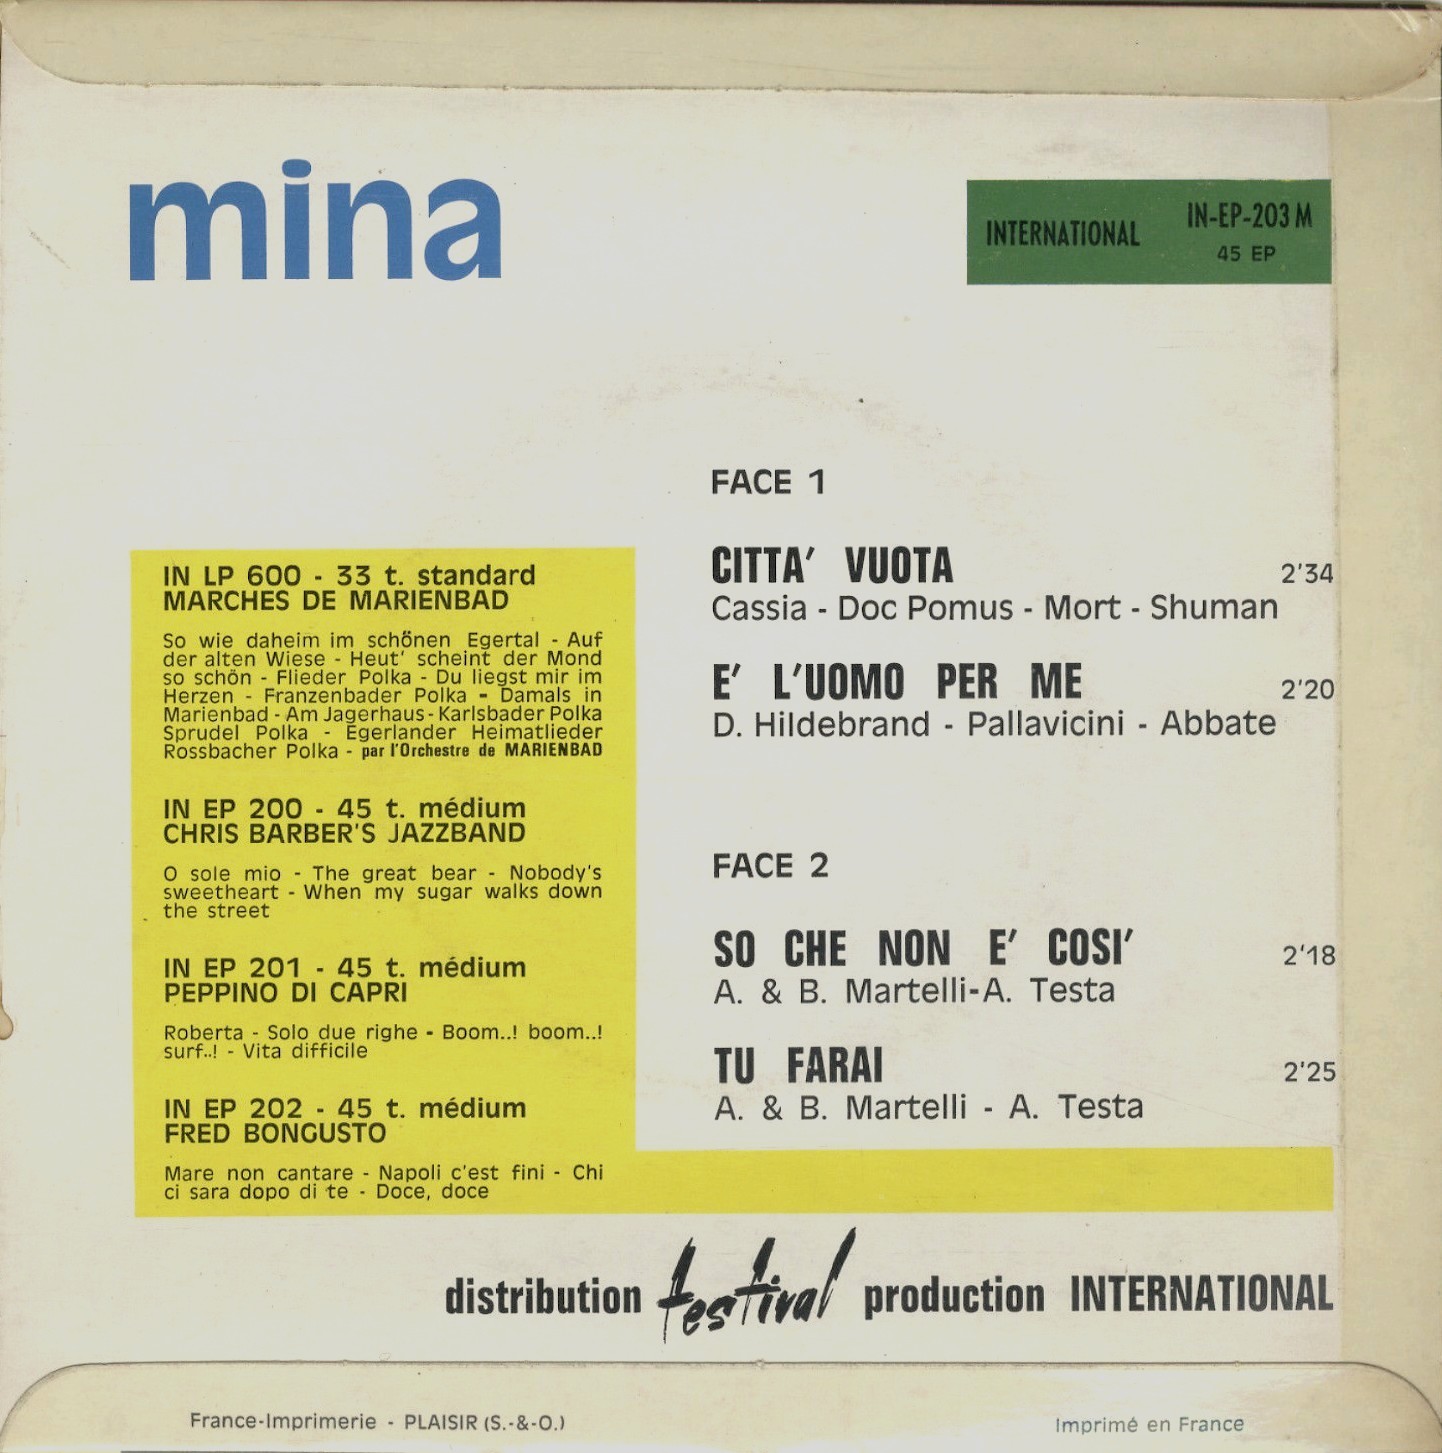 mina
INTERNATIONAL
IN-EP-203 M
45 EP
FACE 1
CITTA' VUOTA 2'34
Cassia - Doc Pomus - Mort - Shuman
E' L'UOMO PER ME 2'20
D. Hildebrand - Pallavicini - Abbate
FACE 2
SO CHE NON E' COSI' 2'18
A. & B. Martelli-A. Testa
TU FARAI 2'25
A. & B. Martelli - A. Testa
IN LP 600 - 33 t. standard
MARCHES DE MARIENBAD
So wie daheim im schönen Egertal - Auf
der alten Wiese - Heut' scheint der Mond
so schön - Flieder Polka - Du liegst mir im
Herzen - Franzenbader Polka - Damals in
Marienbad - Am Jagerhaus - Karlsbader Polka
Sprudel Polka - Egerlander Heimatlieder
Rossbacher Polka - par l'Orchestre de MARIENBAD
IN EP 200 - 45 t. médium
CHRIS BARBER'S JAZZBAND
O sole mio - The great bear - Nobody's
sweetheart - When my sugar walks down
the street
IN EP 201 - 45 t. médium
PEPPINO DI CAPRI
Roberta - Solo due righe - Boom..! boom..!
surf..! - Vita difficile
IN EP 202 - 45 t. médium
FRED BONGUSTO
Mare non cantare - Napoli c'est fini - Chi
ci sara dopo di te - Doce, doce
distribution festival production INTERNATIONAL
France-Imprimerie - PLAISIR (S.-&-O.)
Imprimé en France